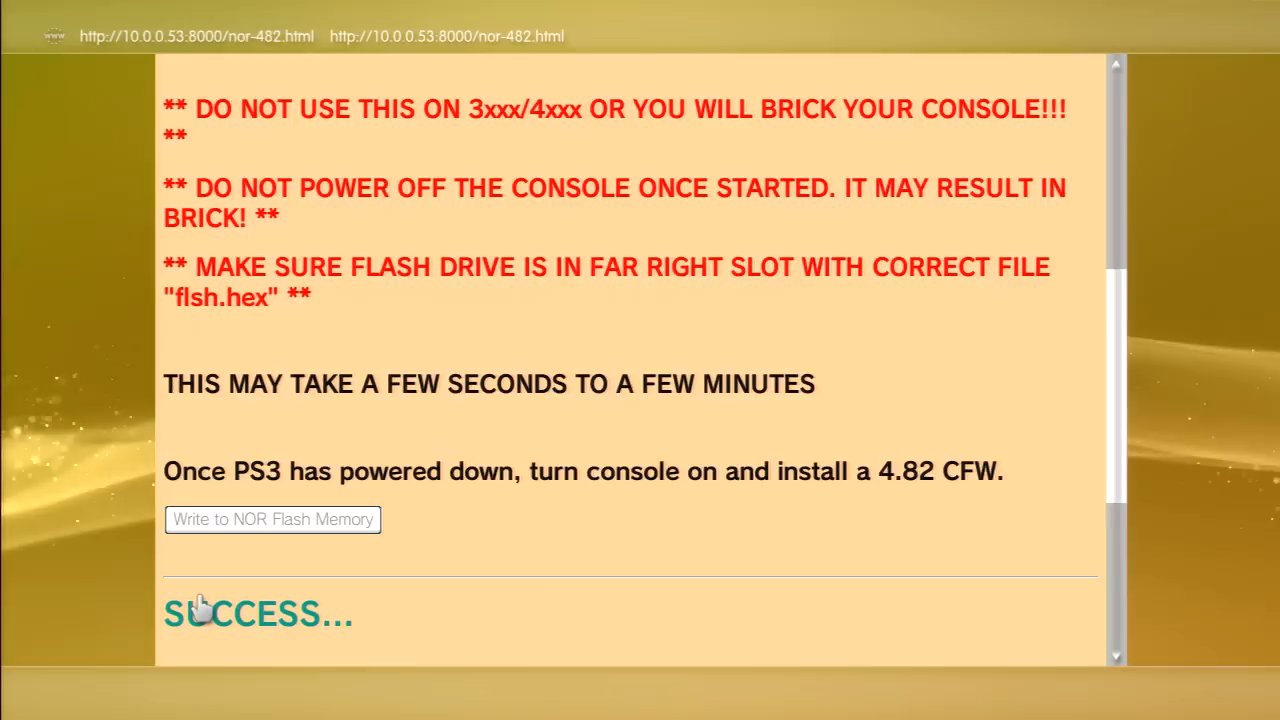 http://10.0.0.53:8000/nor-482.html http://10.0.0.53:8000/nor-482.html
** DO NOT USE THIS ON 3xxx/4xxx OR YOU WILL BRICK YOUR CONSOLE!!!
**
** DO NOT POWER OFF THE CONSOLE ONCE STARTED. IT MAY RESULT IN
BRICK! **
** MAKE SURE FLASH DRIVE IS IN FAR RIGHT SLOT WITH CORRECT FILE
"flsh.hex" **
THIS MAY TAKE A FEW SECONDS TO A FEW MINUTES
Once PS3 has powered down, turn console on and install a 4.82 CFW.
Write to NOR Flash Memory
SUCCESS...